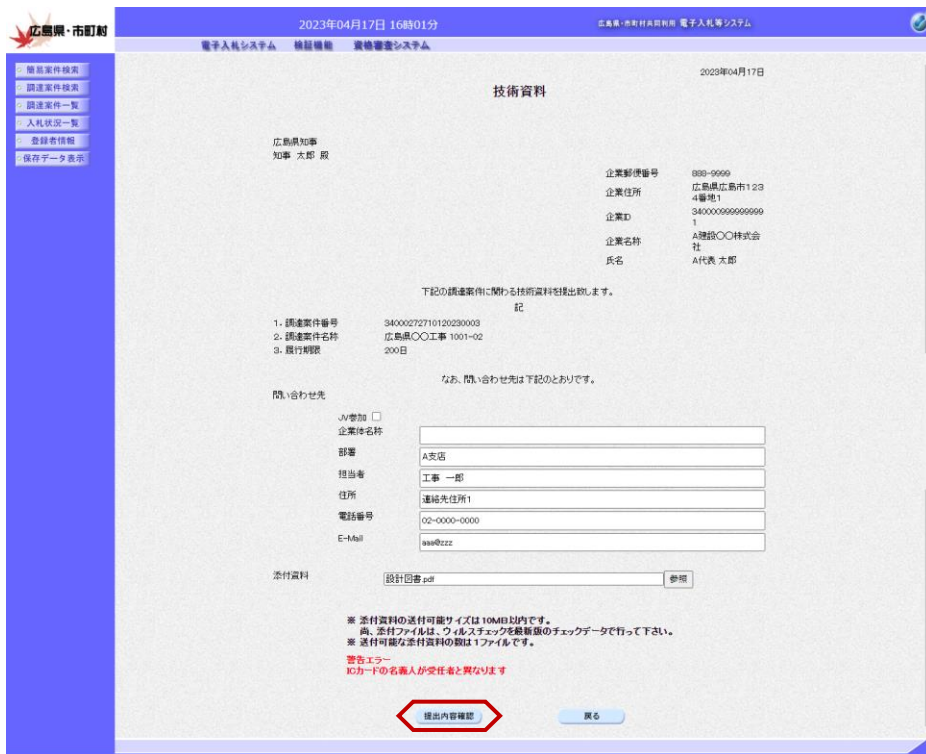 広島県・市町村
2023年04月17日 16時01分
広島県・市町村共同利用 電子入札等システム
電子入札システム 検証機能 資格審査システム
簡易案件検索
調達案件検索
調達案件一覧
入札状況一覧
登録者情報
保存データ表示
2023年04月17日
技術資料
広島県知事
知事 太郎 殿
企業郵便番号 888-9999
企業住所 広島県広島市123
4番地1
企業ID 340000999999999
1
企業名称 A建設〇〇株式会
社
氏名 A代表 太郎
下記の調達案件に関わる技術資料を提出致します。
記
1. 調達案件番号 34000272710120230003
2. 調達案件名称 広島県〇〇工事 1001-02
3. 履行期限 200日
なお、問い合わせ先は下記のとおりです。
問い合わせ先
JV参加
企業体名称
部署 A支店
担当者 工事 一郎
住所 連絡先住所1
電話番号 02-0000-0000
E-Mail aaa@zzz
添付資料 設計図書.pdf 参照
※ 添付資料の送付可能サイズは10MB以内です。
尚、添付ファイルは、ウィルスチェックを最新版のチェックデータで行って下さい。
※ 送付可能な添付資料の数は1ファイルです。
警告エラー
ICカードの名義人が受任者と異なります
提出内容確認 戻る